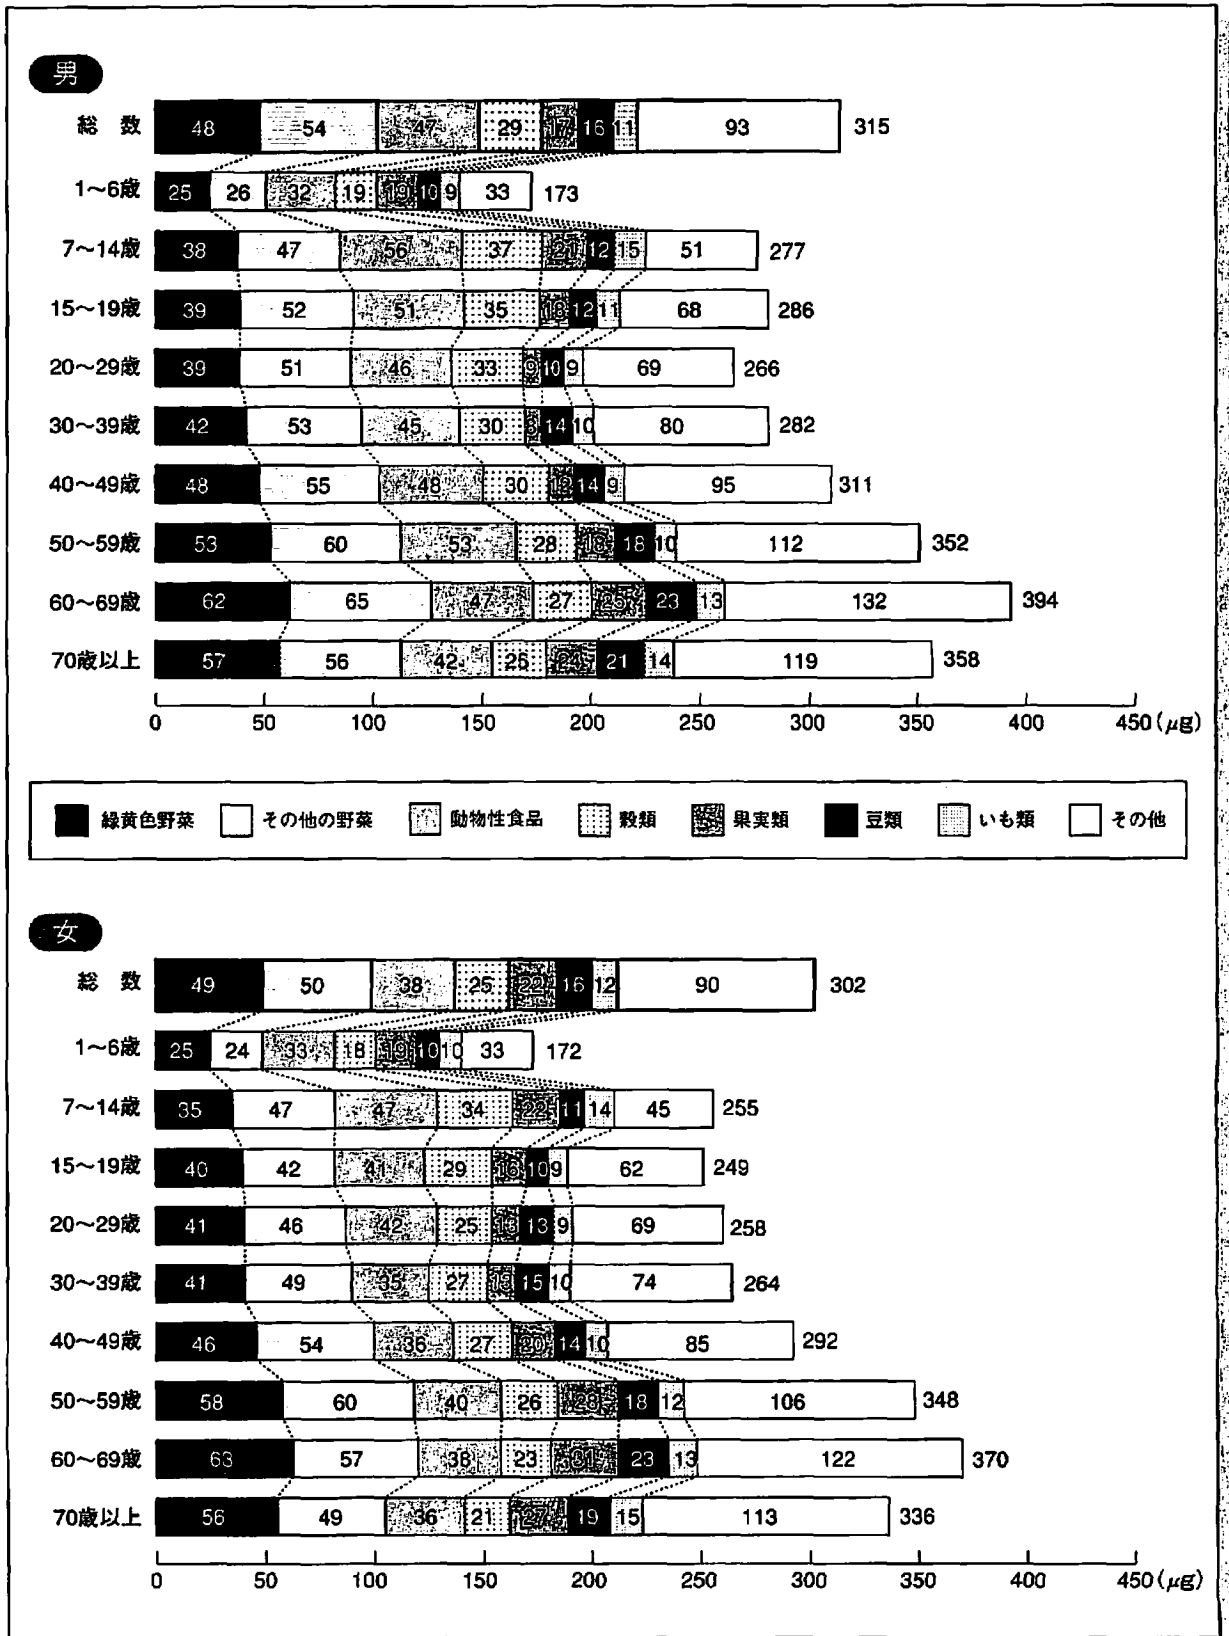 男
総数 48 54 47 29 17 16 11 93 315
1〜6歳 25 26 32 19 19 10 9 33 173
7〜14歳 38 47 56 37 21 12 15 51 277
15〜19歳 39 52 51 35 18 12 11 68 286
20〜29歳 39 51 46 33 9 10 9 69 266
30〜39歳 42 53 45 30 8 14 10 80 282
40〜49歳 48 55 48 30 12 14 9 95 311
50〜59歳 53 60 53 28 18 18 10 112 352
60〜69歳 62 65 47 27 25 23 13 132 394
70歳以上 57 56 42 25 24 21 14 119 358
0 50 100 150 200 250 300 350 400 450(μg)
緑黄色野菜 その他の野菜 動物性食品 穀類 果実類 豆類 いも類 その他
女
総数 49 50 38 25 22 16 12 90 302
1〜6歳 25 24 33 18 19 10 10 33 172
7〜14歳 35 47 47 34 22 11 14 45 255
15〜19歳 40 42 41 29 16 10 9 62 249
20〜29歳 41 46 42 25 13 13 9 69 258
30〜39歳 41 49 35 27 13 15 10 74 264
40〜49歳 46 54 36 27 20 14 10 85 292
50〜59歳 58 60 40 26 28 18 12 106 348
60〜69歳 63 57 38 23 31 23 13 122 370
70歳以上 56 49 36 21 27 19 15 113 336
0 50 100 150 200 250 300 350 400 450(μg)